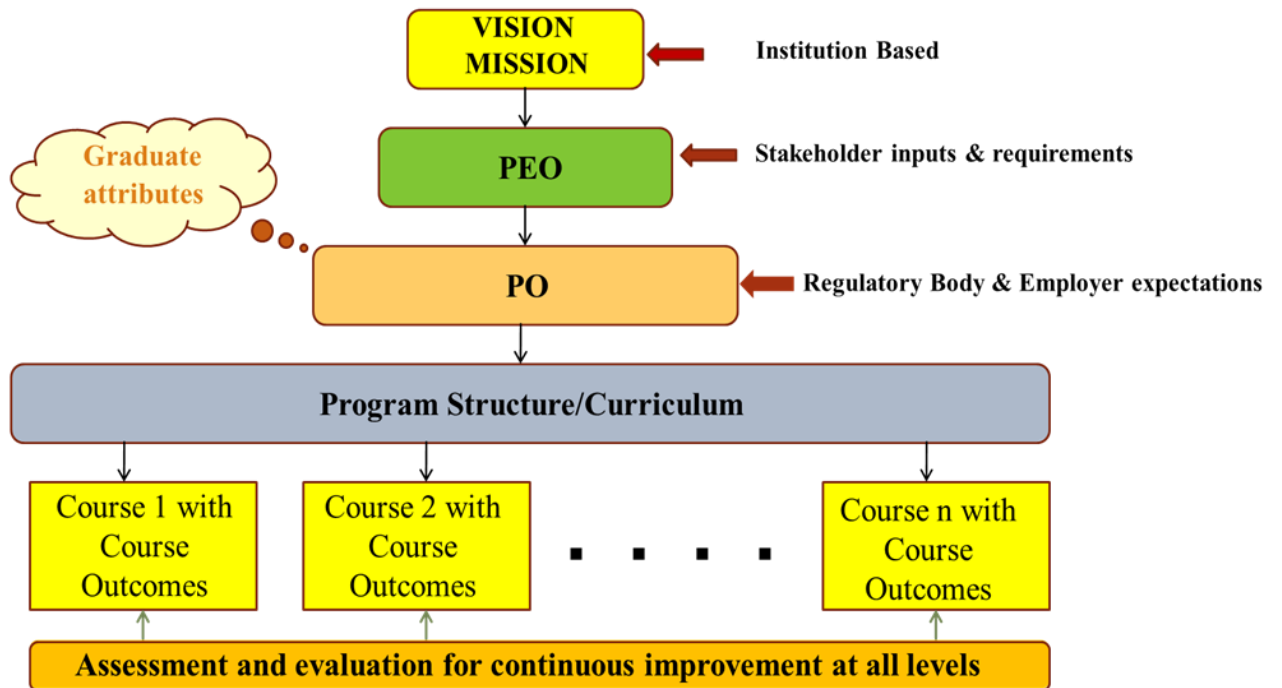 VISION
MISSION
Institution Based
PEO
Stakeholder inputs & requirements
Graduate
attributes
PO
Regulatory Body & Employer expectations
Program Structure/Curriculum
Course 1 with
Course
Outcomes
Course 2 with
Course
Outcomes
Course n with
Course
Outcomes
Assessment and evaluation for continuous improvement at all levels